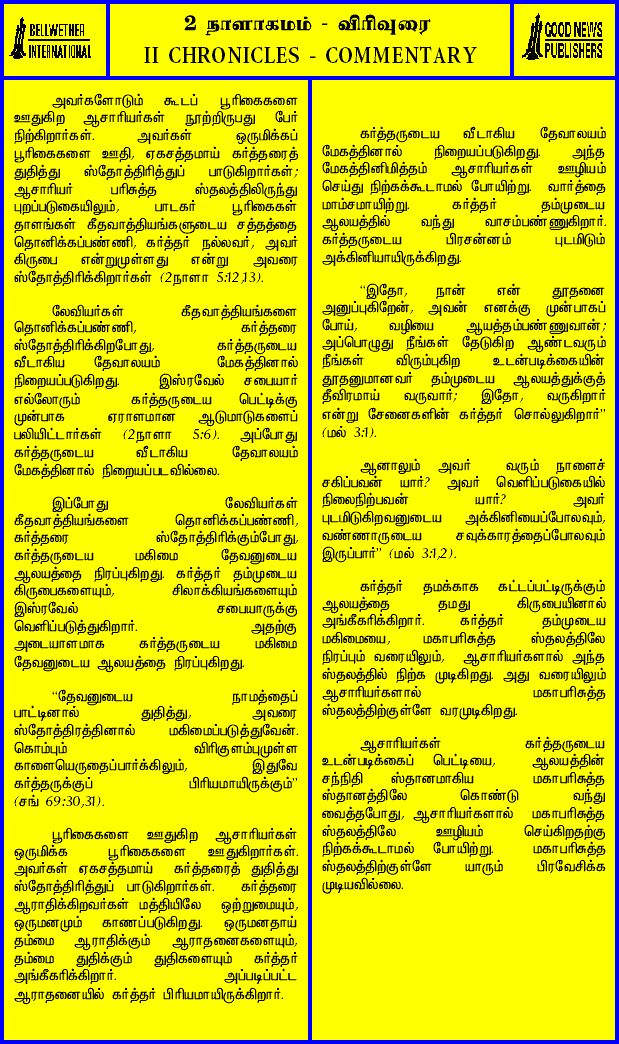 BELLWETHER
INTERNATIONAL
2 நாளாகமம் - விரிவுரை
II CHRONICLES - COMMENTARY
GOOD NEWS
PUBLISHERS
அவர்களோடும் கூடப் பூரிகைகளை
ஊதுகிற ஆசாரியர்கள் நூற்றிருபது பேர்
நிற்கிறார்கள். அவர்கள் ஒருமிக்கப்
பூரிகைகளை ஊதி, ஏகசத்தமாய் கர்த்தரைத்
துதித்து ஸ்தோத்திரித்துப் பாடுகிறார்கள்;
ஆசாரியர் பரிசுத்த ஸ்தலத்திலிருந்து
புறப்படுகையிலும், பாடகர் பூரிகைகள்
தாளங்கள் கீதவாத்தியங்களுடைய சத்தத்தை
தொனிக்கப்பண்ணி, கர்த்தர் நல்லவர், அவர்
கிருபை என்றுமுள்ளது என்று அவரை
ஸ்தோத்திரிக்கிறார்கள் (2நாளா 5:12,13).
லேவியர்கள் கீதவாத்தியங்களை
தொனிக்கப்பண்ணி, கர்த்தரை
ஸ்தோத்திரிக்கிறபோது, கர்த்தருடைய
வீடாகிய தேவாலயம் மேகத்தினால்
நிறையப்படுகிறது. இஸ்ரவேல் சபையார்
எல்லோரும் கர்த்தருடைய பெட்டிக்கு
முன்பாக ஏராளமான ஆடுமாடுகளைப்
பலியிட்டார்கள் (2நாளா 5:6). அப்போது
கர்த்தருடைய வீடாகிய தேவாலயம்
மேகத்தினால் நிறையப்படவில்லை.
இப்போது லேவியர்கள்
கீதவாத்தியங்களை தொனிக்கப்பண்ணி,
கர்த்தரை ஸ்தோத்திரிக்கும்போது,
கர்த்தருடைய மகிமை தேவனுடைய
ஆலயத்தை நிரப்புகிறது. கர்த்தர் தம்முடைய
கிருபைகளையும், சிலாக்கியங்களையும்
இஸ்ரவேல் சபையாருக்கு
வெளிப்படுத்துகிறார். அதற்கு
அடையாளமாக கர்த்தருடைய மகிமை
தேவனுடைய ஆலயத்தை நிரப்புகிறது.
“தேவனுடைய நாமத்தைப்
பாட்டினால் துதித்து, அவரை
ஸ்தோதிரத்தினால் மகிமைப்படுத்துவேன்.
கொம்பும் விரிகுளம்புமுள்ள
காளையெருதைப்பார்க்கிலும், இதுவே
கர்த்தருக்குப் பிரியமாயிருக்கும்”
(சங் 69:30,31).
பூரிகைகளை ஊதுகிற ஆசாரியர்கள்
ஒருமிக்க பூரிகைகளை ஊதுகிறார்கள்.
அவர்கள் ஏகசத்தமாய் கர்த்தரைத் துதித்து
ஸ்தோத்திரித்துப் பாடுகிறார்கள். கர்த்தரை
ஆராதிக்கிறவர்கள் மத்தியிலே ஒற்றுமையும்,
ஒருமனமும் காணப்படுகிறது. ஒருமனதாய்
தம்மை ஆராதிக்கும் ஆராதனைகளையும்,
தம்மை துதிக்கும் துதிகளையும் கர்த்தர்
அங்கீகரிக்கிறார். அப்படிப்பட்ட
ஆராதனையில் கர்த்தர் பிரியமாயிருக்கிறார்.
கர்த்தருடைய வீடாகிய தேவாலயம்
மேகத்தினால் நிறையப்படுகிறது. அந்த
மேகத்தினிமித்தம் ஆசாரியர்கள் ஊழியம்
செய்து நிற்கக்கூடாமல் போயிற்று. வார்த்தை
மாம்சமாயிற்று. கர்த்தர் தம்முடைய
ஆலயத்தில் வந்து வாசம்பண்ணுகிறார்.
கர்த்தருடைய பிரசன்னம் புடமிடும்
அக்கினியாயிருக்கிறது.
“இதோ, நான் என் தூதனை
அனுப்புகிறேன், அவன் எனக்கு முன்பாகப்
போய், வழியை ஆயத்தம்பண்ணுவான்;
அப்பொழுது நீங்கள் தேடுகிற ஆண்டவரும்
நீங்கள் விரும்புகிற உடன்படிக்கையின்
தூதனுமானவர் தம்முடைய ஆலயத்துக்குத்
தீவிரமாய் வருவார்; இதோ, வருகிறார்
என்று சேனைகளின் கர்த்தர் சொல்லுகிறார்”
(மல் 3:1).
ஆனாலும் அவர் வரும் நாளைச்
சகிப்பவன் யார்? அவர் வெளிப்படுகையில்
நிலைநிற்பவன் யார்? அவர்
புடமிடுகிறவனுடைய அக்கினியைப்போலவும்,
வண்ணாருடைய சவுக்காரத்தைப்போலவும்
இருப்பார்” (மல் 3:1,2).
கர்த்தர் தமக்காக கட்டப்பட்டிருக்கும்
ஆலயத்தை தமது கிருபையினால்
அங்கீகரிக்கிறார். கர்த்தர் தம்முடைய
மகிமையை, மகாபரிசுத்த ஸ்தலத்திலே
நிரப்பும் வரையிலும், ஆசாரியர்களால் அந்த
ஸ்தலத்தில் நிற்க முடிகிறது. அது வரையிலும்
ஆசாரியர்களால் மகாபரிசுத்த
ஸ்தலத்திற்குள்ளே வரமுடிகிறது.
ஆசாரியர்கள் கர்த்தருடைய
உடன்படிக்கைப் பெட்டியை, ஆலயத்தின்
சந்நிதி ஸ்தானமாகிய மகாபரிசுத்த
ஸ்தானத்திலே கொண்டு வந்து
வைத்தபோது, ஆசாரியர்களால் மகாபரிசுத்த
ஸ்தலத்திலே ஊழியம் செய்கிறதற்கு
நிற்கக்கூடாமல் போயிற்று. மகாபரிசுத்த
ஸ்தலத்திற்குள்ளே யாரும் பிரவேசிக்க
முடியவில்லை.